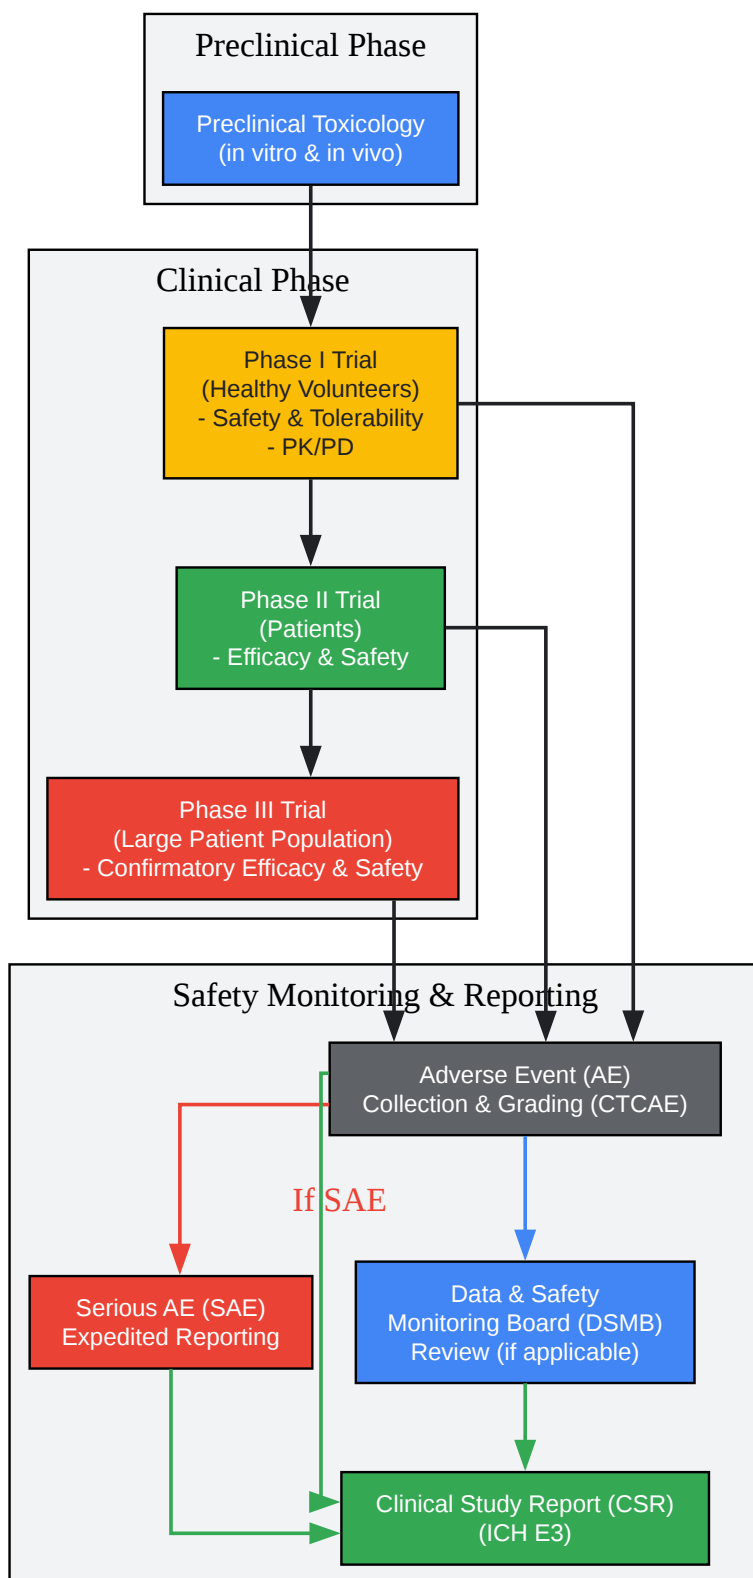 Preclinical Phase
Preclinical Toxicology
(in vitro & in vivo)
Clinical Phase
Phase I Trial
(Healthy Volunteers)
- Safety & Tolerability
- PK/PD
Phase II Trial
(Patients)
- Efficacy & Safety
Phase III Trial
(Large Patient Population)
- Confirmatory Efficacy & Safety
Safety Monitoring & Reporting
Adverse Event (AE)
Collection & Grading (CTCAE)
If SAE
Serious AE (SAE)
Expedited Reporting
Data & Safety
Monitoring Board (DSMB)
Review (if applicable)
Clinical Study Report (CSR)
(ICH E3)